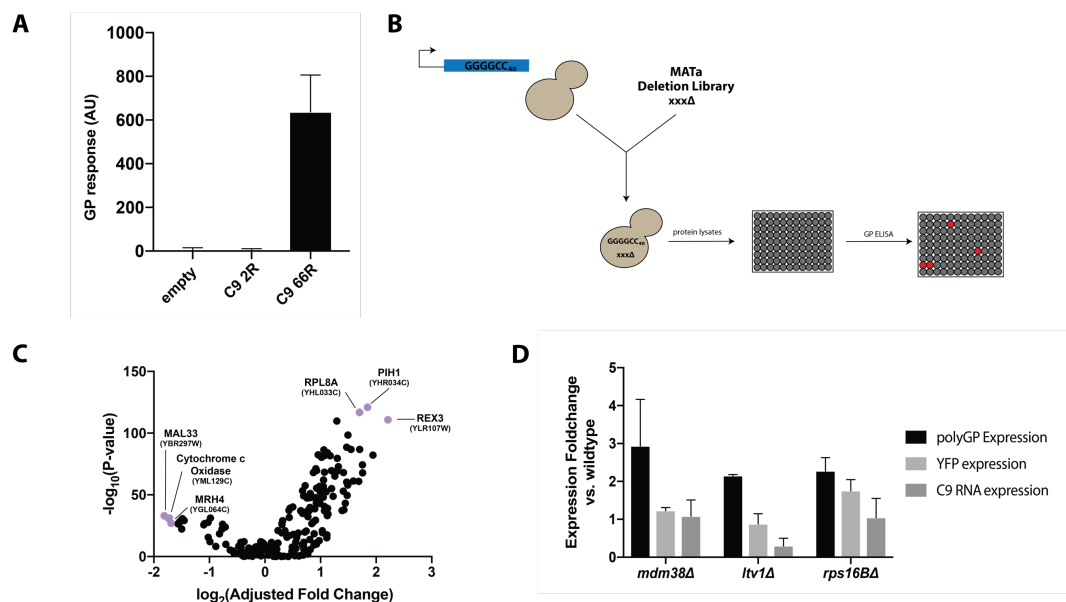 A
GP response (AU)
1000
800
600
400
200
0
empty
C9 2R
C9 66R
B
GGGGCC40
MATa
Deletion Library
xxxΔ
GGGGCC40
xxxΔ
protein lysates
GP ELISA
C
-log10(P-value)
150
100
50
0
-2
-1
0
1
2
3
log2(Adjusted Fold Change)
MAL33
(YBR297W)
Cytochrome c
Oxidase
(YML129C)
MRH4
(YGL064C)
RPL8A
(YHL033C)
PIH1
(YHR034C)
REX3
(YLR107W)
D
Expression Foldchange
vs. wildtype
5
4
3
2
1
0
mdm38Δ
ltv1Δ
rps16BΔ
polyGP Expression
YFP expression
C9 RNA expression